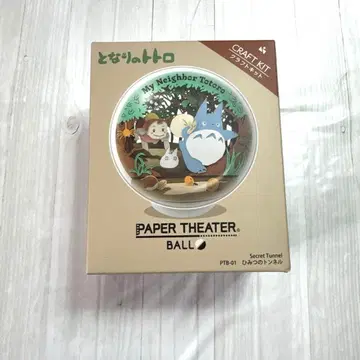 となりのトトロ
CRAFT KIT
クラフトキット
My Neighbor Totoro
PAPER THEATER®
BALL
Secret Tunnel
PTB-01 ひみつのトンネル